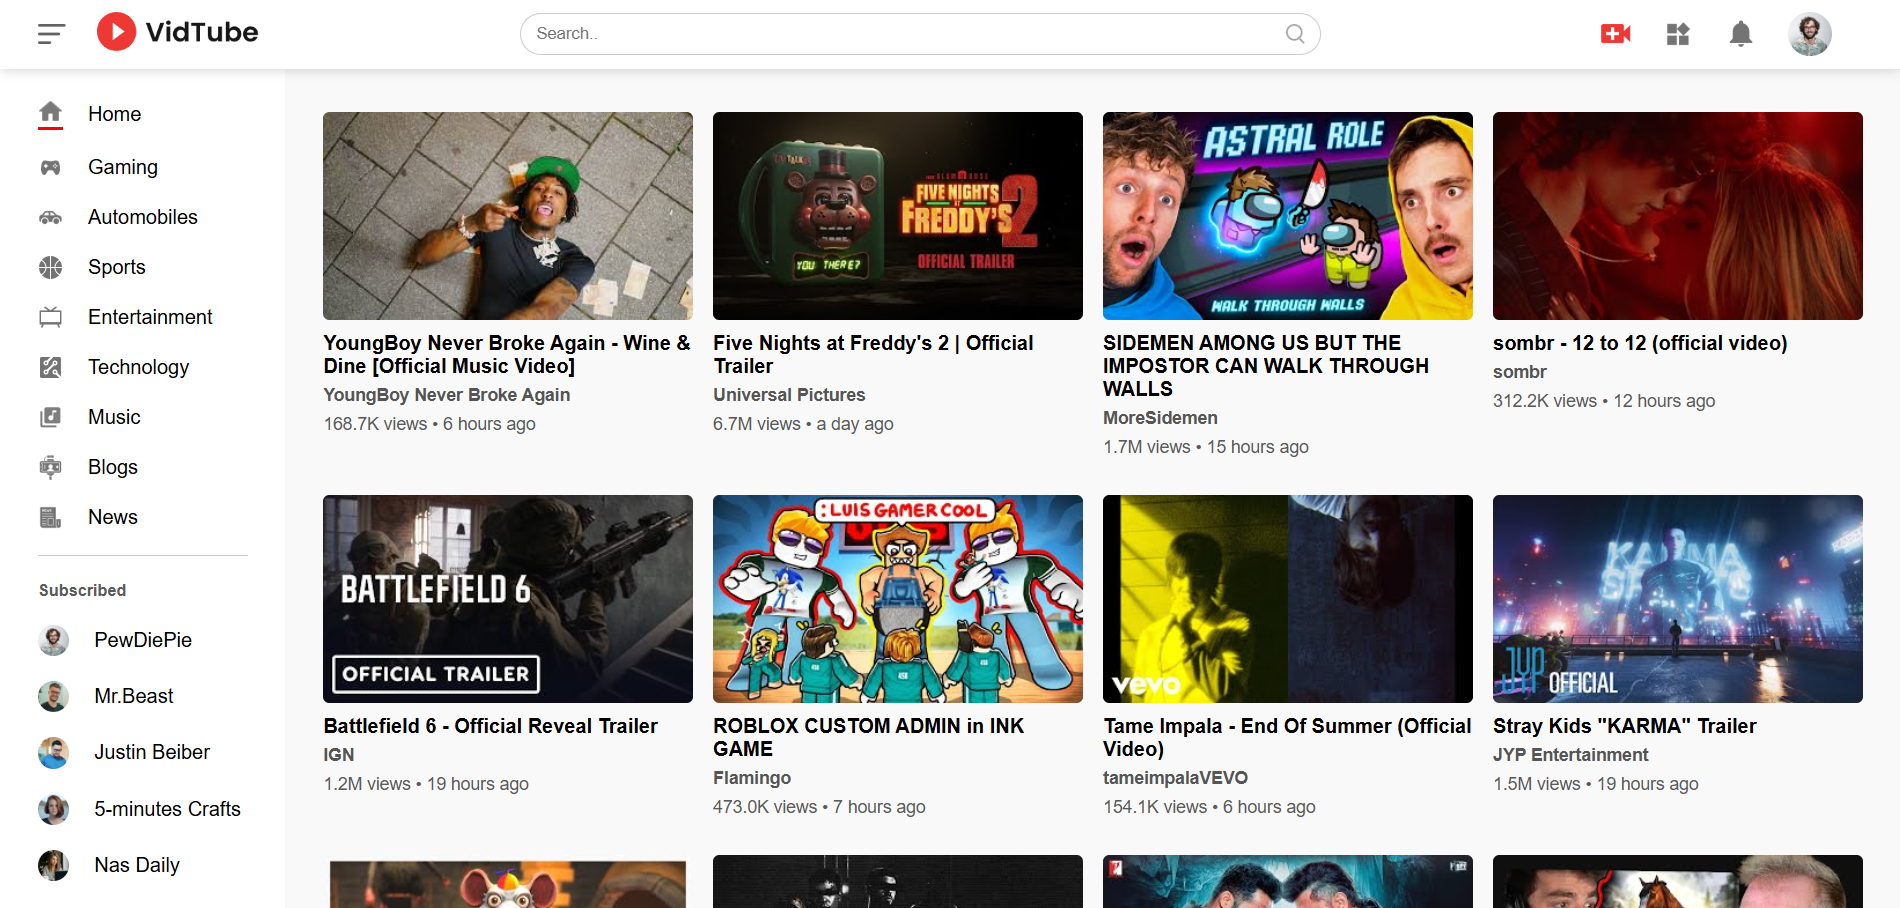 VidTube
Search..
Home
Gaming
Automobiles
Sports
Entertainment
Technology
Music
Blogs
News
Subscribed
PewDiePie
Mr.Beast
Justin Beiber
5-minutes Crafts
Nas Daily
YOU THERE?
FIVE NIGHTS
AT
FREDDY'S 2
OFFICIAL TRAILER
ASTRAL ROLE
WALK THROUGH WALLS
YoungBoy Never Broke Again - Wine &
Dine [Official Music Video]
YoungBoy Never Broke Again
168.7K views • 6 hours ago
Five Nights at Freddy's 2 | Official
Trailer
Universal Pictures
6.7M views • a day ago
SIDEMEN AMONG US BUT THE
IMPOSTOR CAN WALK THROUGH
WALLS
MoreSidemen
1.7M views • 15 hours ago
sombr - 12 to 12 (official video)
sombr
312.2K views • 12 hours ago
BATTLEFIELD 6
OFFICIAL TRAILER
:LUIS GAMER COOL
vevo
KARMA
JYP OFFICIAL
Battlefield 6 - Official Reveal Trailer
IGN
1.2M views • 19 hours ago
ROBLOX CUSTOM ADMIN in INK
GAME
Flamingo
473.0K views • 7 hours ago
Tame Impala - End Of Summer (Official
Video)
tameimpalaVEVO
154.1K views • 6 hours ago
Stray Kids "KARMA" Trailer
JYP Entertainment
1.5M views • 19 hours ago